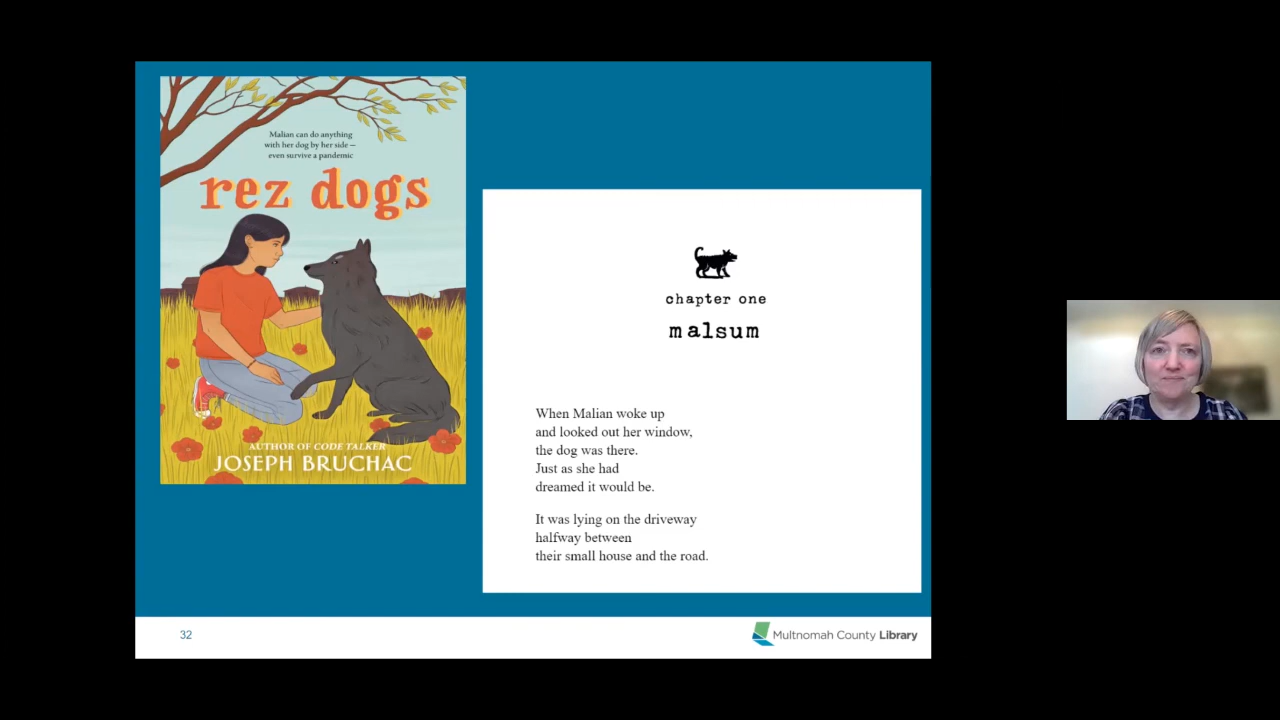 Malian can do anything
with her dog by her side —
even survive a pandemic
rez dogs
AUTHOR OF CODE TALKER
JOSEPH BRUCHAC
chapter one
malsum
When Malian woke up
and looked out her window,
the dog was there.
Just as she had
dreamed it would be.
It was lying on the driveway
halfway between
their small house and the road.
32
Multnomah County Library